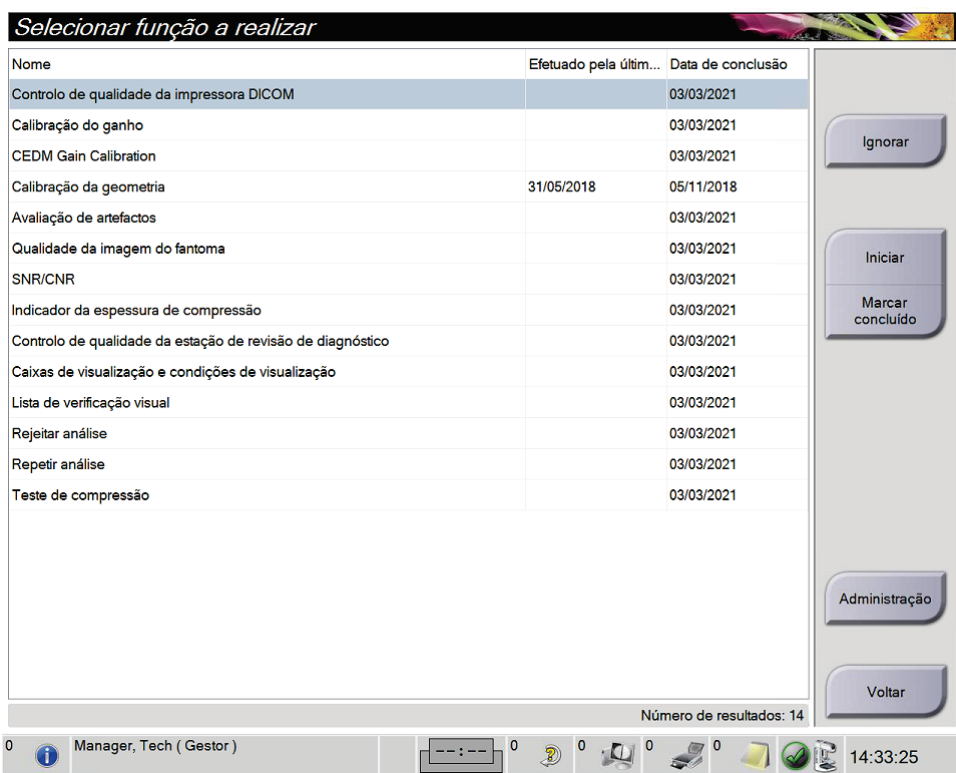 Selecionar função a realizar
Nome Efetuado pela últim... Data de conclusão
Controlo de qualidade da impressora DICOM 03/03/2021
Calibração do ganho 03/03/2021
CEDM Gain Calibration 03/03/2021
Calibração da geometria 31/05/2018 05/11/2018
Avaliação de artefactos 03/03/2021
Qualidade da imagem do fantoma 03/03/2021
SNR/CNR 03/03/2021
Indicador da espessura de compressão 03/03/2021
Controlo de qualidade da estação de revisão de diagnóstico 03/03/2021
Caixas de visualização e condições de visualização 03/03/2021
Lista de verificação visual 03/03/2021
Rejeitar análise 03/03/2021
Repetir análise 03/03/2021
Teste de compressão 03/03/2021
Número de resultados: 14
Ignorar
Iniciar
Marcar
concluído
Administração
Voltar
0 Manager, Tech ( Gestor ) --:-- 0 0 0 0 14:33:25